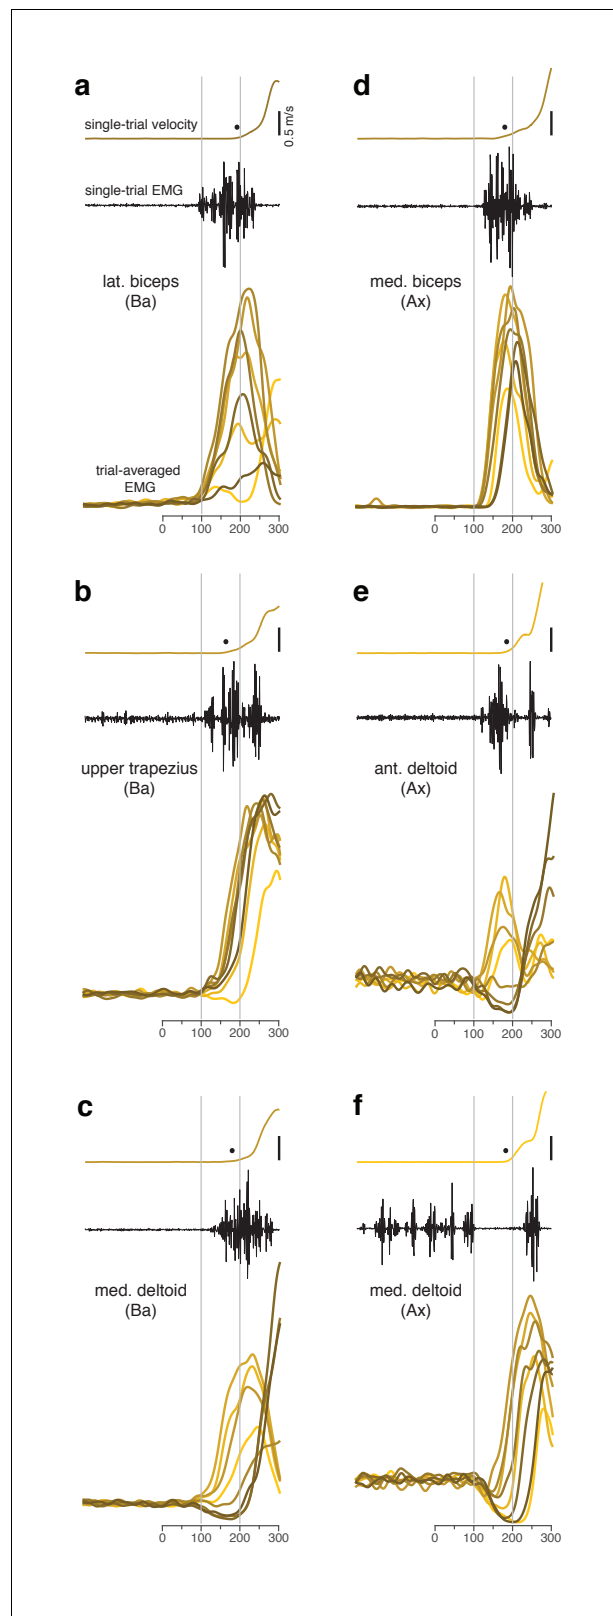 a
single-trial velocity
0.5 m/s
single-trial EMG
lat. biceps
(Ba)
trial-averaged
EMG
0 100 200 300
d
med. biceps
(Ax)
0 100 200 300
b
upper trapezius
(Ba)
0 100 200 300
e
ant. deltoid
(Ax)
0 100 200 300
c
med. deltoid
(Ba)
0 100 200 300
f
med. deltoid
(Ax)
0 100 200 300